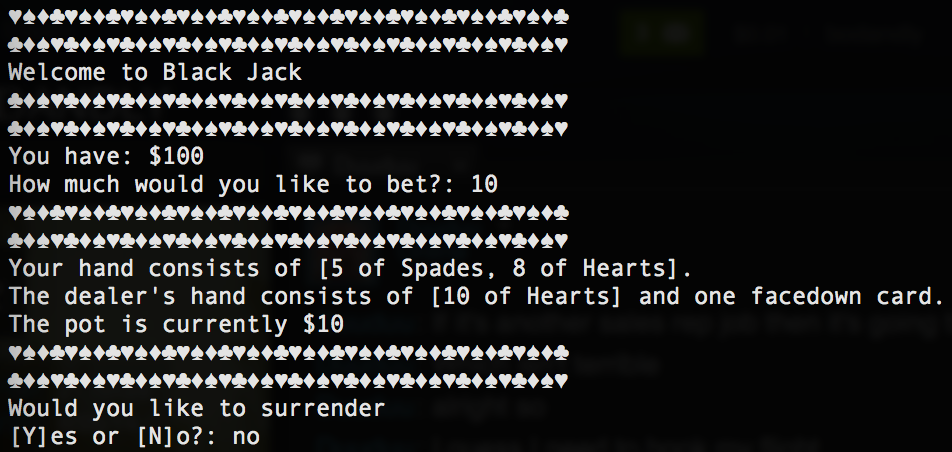 ♥♠♦♣♥♠♦♣♥♠♦♣♥♠♦♣♥♠♦♣♥♠♦♣♥♠♦♣♥♠♦♣♥♠♦♣♥♠♦♣
♣♦♠♥♣♦♠♥♣♦♠♥♣♦♠♥♣♦♠♥♣♦♠♥♣♦♠♥♣♦♠♥♣♦♠♥♣♦♠♥
Welcome to Black Jack
♣♦♠♥♣♦♠♥♣♦♠♥♣♦♠♥♣♦♠♥♣♦♠♥♣♦♠♥♣♦♠♥♣♦♠♥♣♦♠♥
♣♦♠♥♣♦♠♥♣♦♠♥♣♦♠♥♣♦♠♥♣♦♠♥♣♦♠♥♣♦♠♥♣♦♠♥♣♦♠♥
You have: $100
How much would you like to bet?: 10
♥♠♦♣♥♠♦♣♥♠♦♣♥♠♦♣♥♠♦♣♥♠♦♣♥♠♦♣♥♠♦♣♥♠♦♣♥♠♦♣
♣♦♠♥♣♦♠♥♣♦♠♥♣♦♠♥♣♦♠♥♣♦♠♥♣♦♠♥♣♦♠♥♣♦♠♥♣♦♠♥
Your hand consists of [5 of Spades, 8 of Hearts].
The dealer's hand consists of [10 of Hearts] and one facedown card.
The pot is currently $10
♥♠♦♣♥♠♦♣♥♠♦♣♥♠♦♣♥♠♦♣♥♠♦♣♥♠♦♣♥♠♦♣♥♠♦♣♥♠♦♣
♣♦♠♥♣♦♠♥♣♦♠♥♣♦♠♥♣♦♠♥♣♦♠♥♣♦♠♥♣♦♠♥♣♦♠♥♣♦♠♥
Would you like to surrender
[Y]es or [N]o?: no